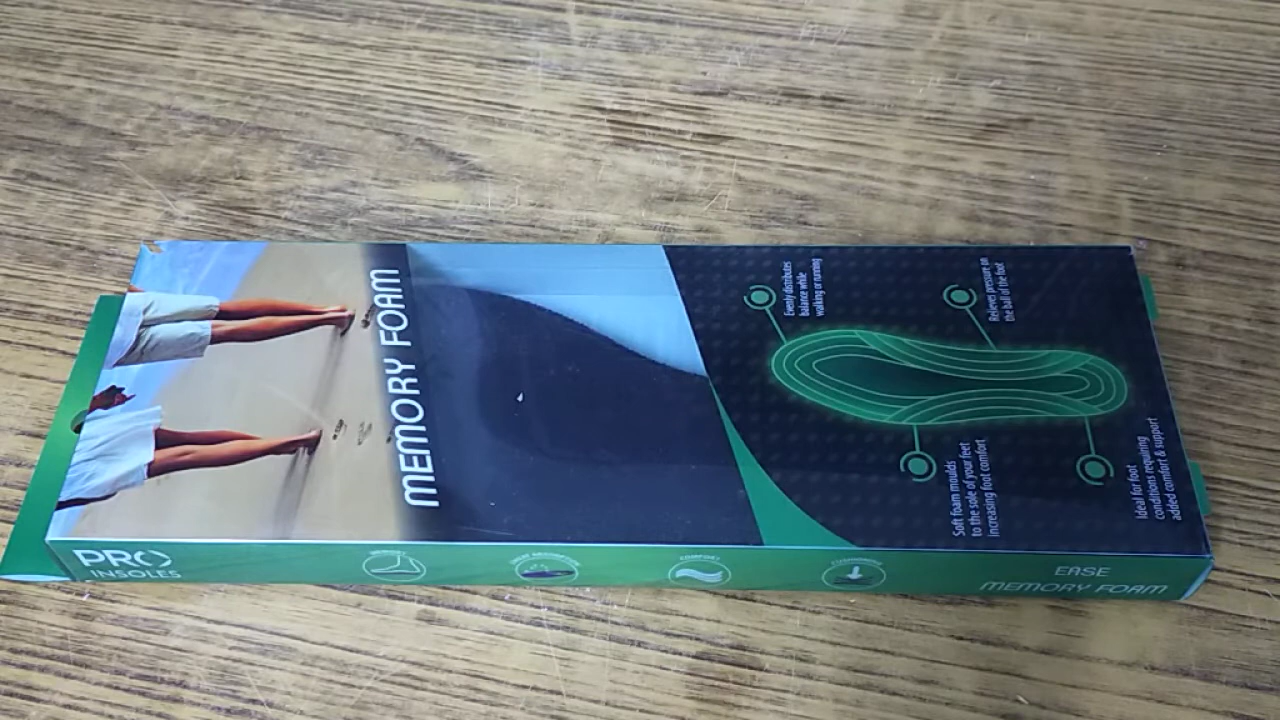 MEMORY FOAM
Evenly distributes
balance while
walking or running
Relieves pressure on
the ball of the foot
Soft foam moulds
to the sole of your feet
increasing foot comfort
Ideal for foot
conditions requiring
added comfort & support
PRO
INSOLES
COMFORT
EASE
MEMORY FOAM